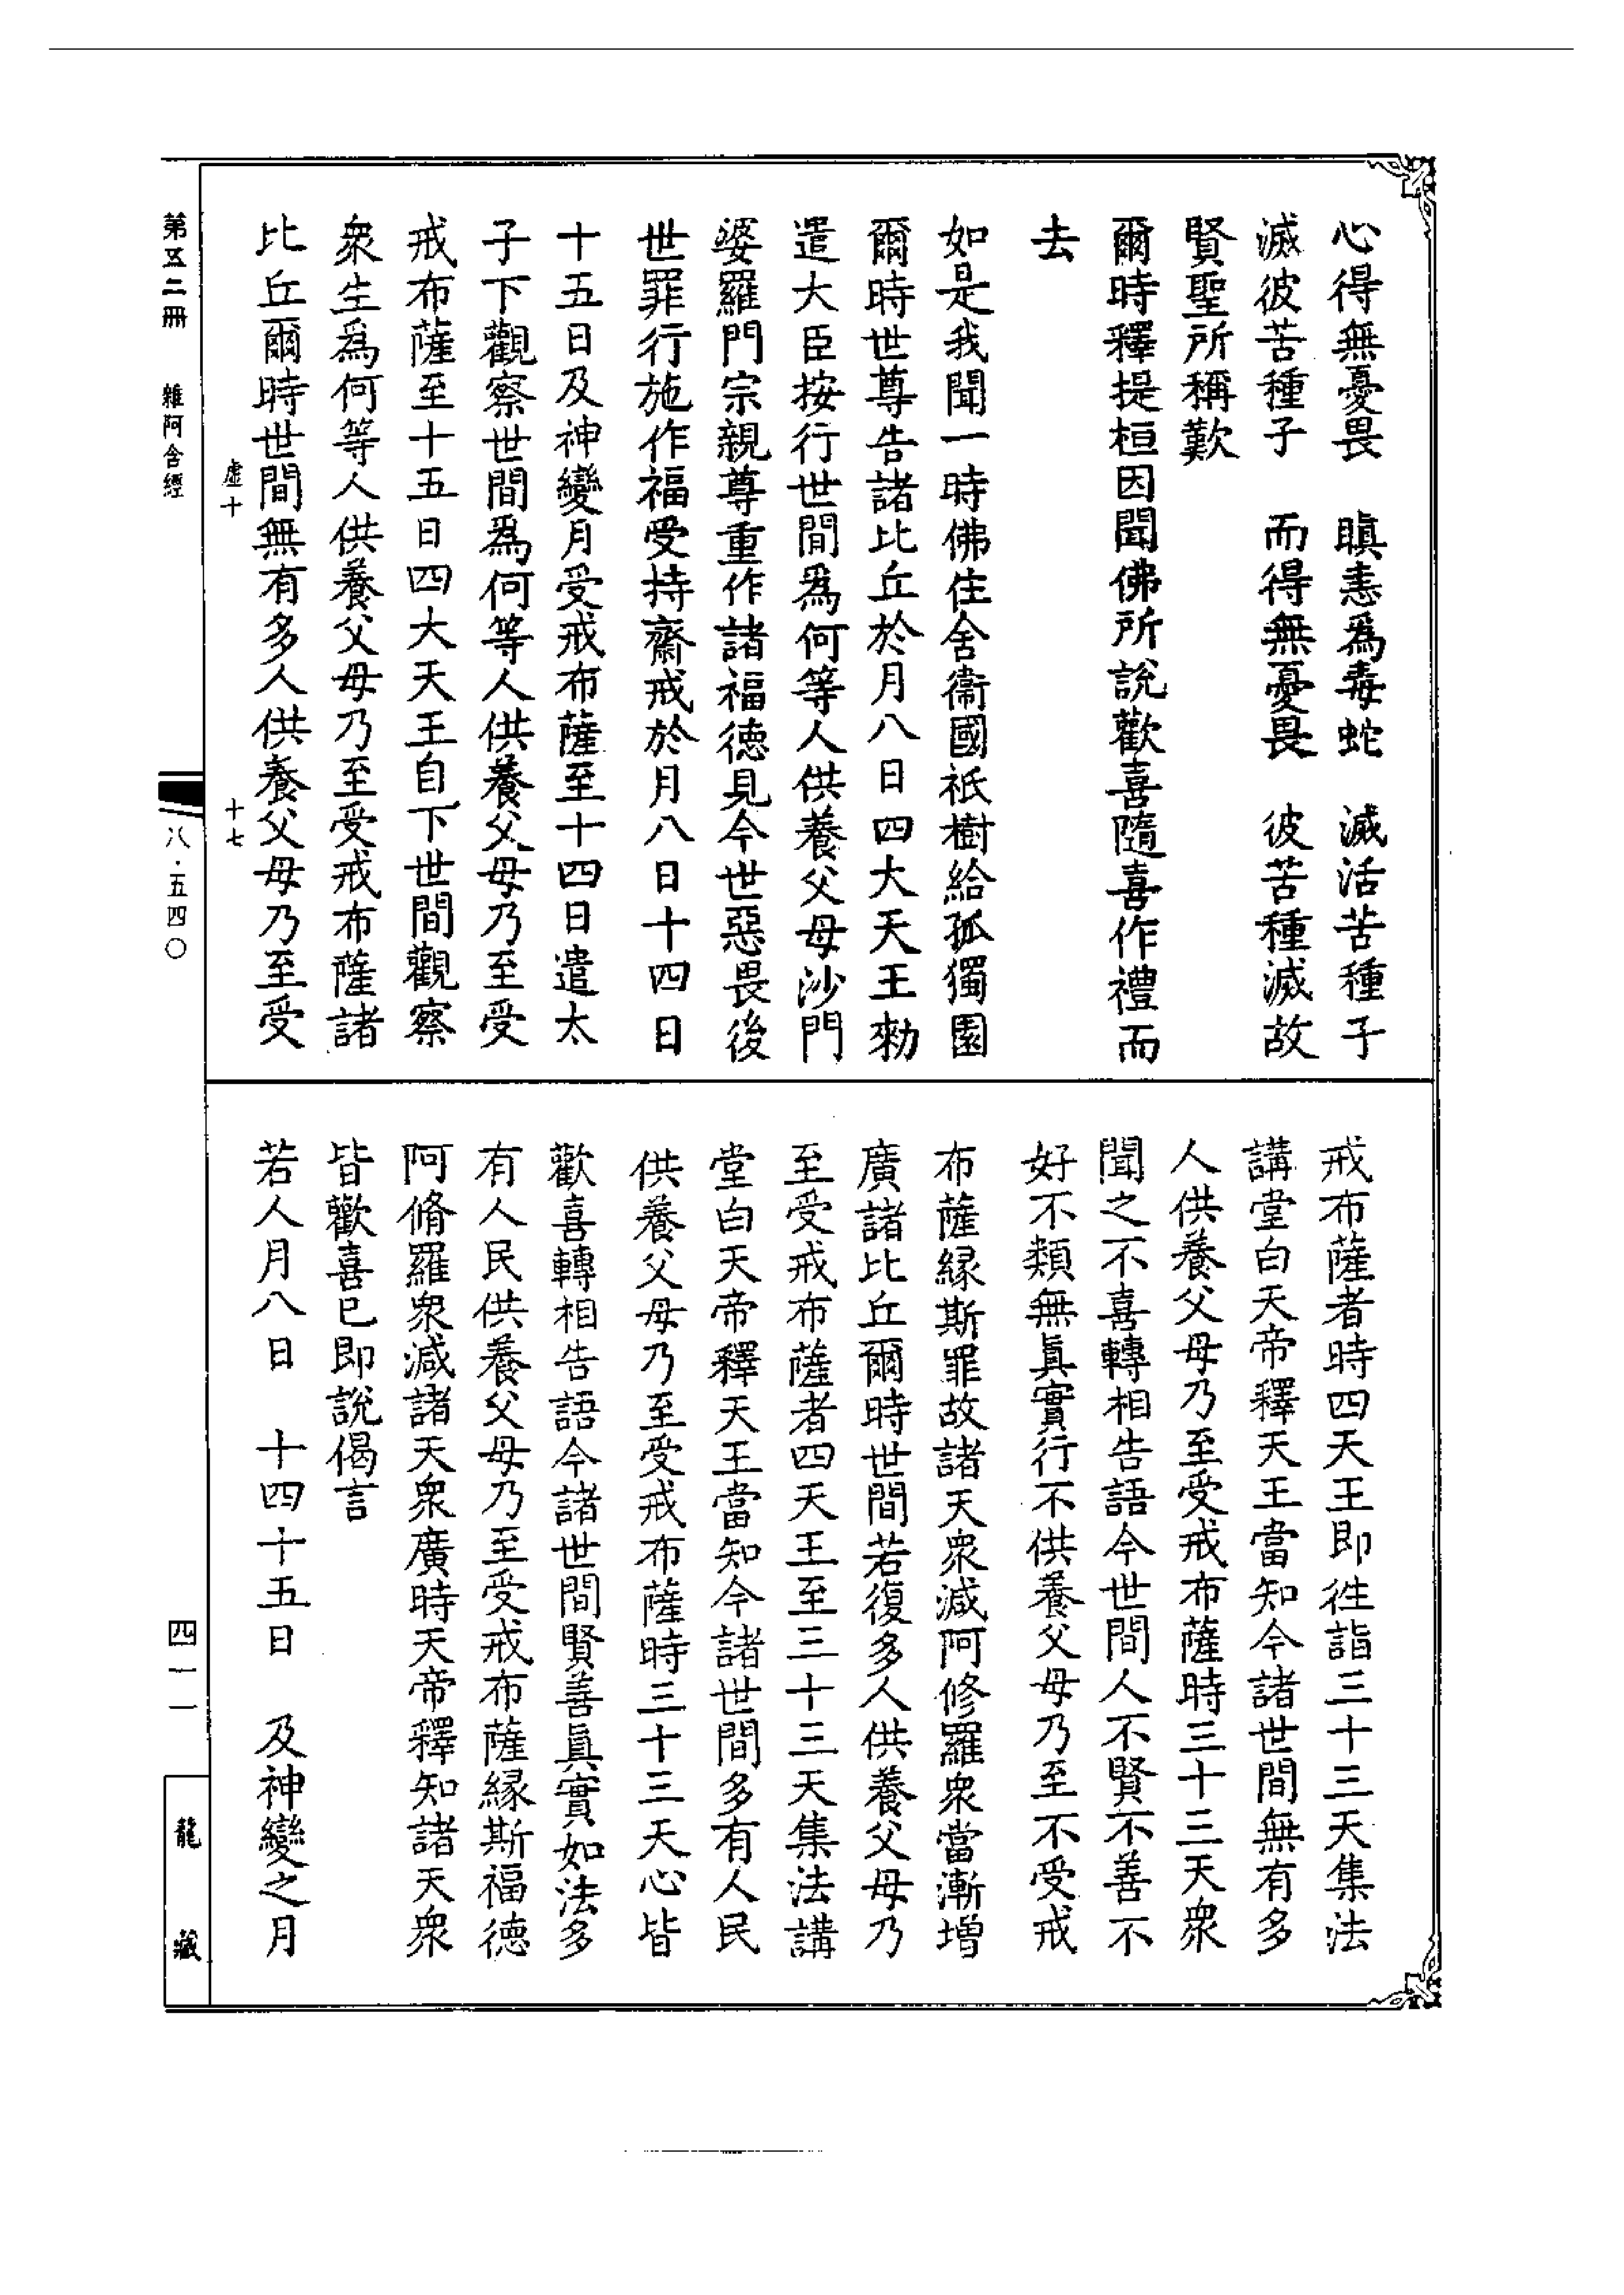 心得無憂畏　瞋恚爲毒蛇　滅活苦種子
滅彼苦種子　而得無憂畏　彼苦種滅故
賢聖所稱歎
爾時釋提桓因聞佛所說歡喜隨喜作禮而
去
如是我聞一時佛住舍衞國祇樹給孤獨園
爾時世尊告諸比丘於月八日四大天王勑
遣大臣按行世間爲何等人供養父母沙門
婆羅門宗親尊重作諸福德見今世惡畏後
世罪行施作福受持齋戒於月八日十四日
十五日及神變月受戒布薩至十四日遣太
子下觀察世間爲何等人供養父母乃至受
戒布薩至十五日四大天王自下世間觀察
衆生爲何等人供養父母乃至受戒布薩諸
比丘爾時世間無有多人供養父母乃至受
戒布薩者時四天王即徃詣三十三天集法
講堂白天帝釋天王當知今諸世間無有多
人供養父母乃至受戒布薩時三十三天衆
聞之不喜轉相告語今世間人不賢不善不
好不類無眞實行不供養父母乃至不受戒
布薩縁斯罪故諸天衆減阿修羅衆當漸增
廣諸比丘爾時世間若復多人供養父母乃
至受戒布薩者四天王至三十三天集法講
堂白天帝釋天王當知今諸世間多有人民
供養父母乃至受戒布薩時三十三天心皆
歡喜轉相告語今諸世間賢善眞實如法多
有人民供養父母乃至受戒布薩縁斯福德
阿脩羅衆減諸天衆廣時天帝釋知諸天衆
皆歡喜已即說偈言
若人月八日　十四十五日　及神變之月
虛十　十七
第五二冊　雜阿含經　八·五四〇　四一一　龍藏